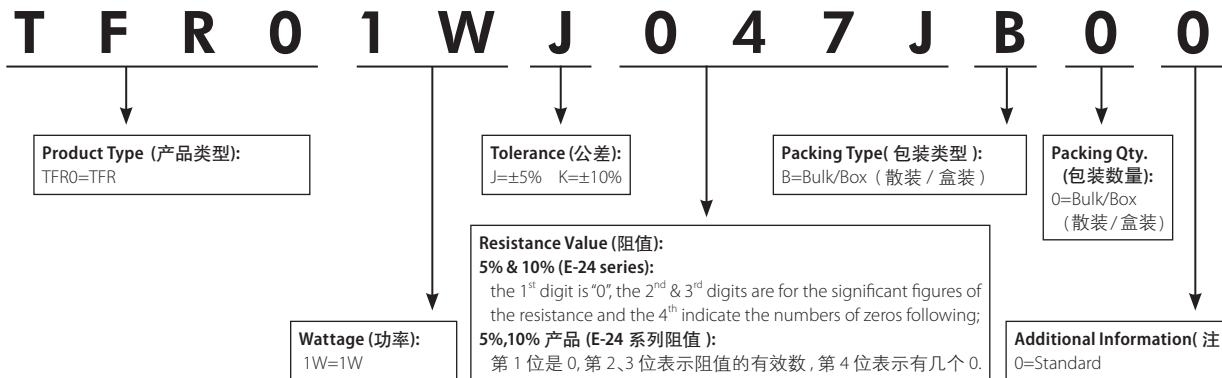 T F R 0 1 W J 0 4 7 J B 0 0
Product Type (产品类型):
TFR0=TFR
Tolerance (公差):
J=±5% K=±10%
Packing Type( 包装类型 ):
B=Bulk/Box ( 散装 / 盒装 )
Packing Qty.
(包装数量):
0=Bulk/Box
(散装/盒装)
Wattage (功率):
1W=1W
Resistance Value (阻值):
5% & 10% (E-24 series):
the 1st digit is “0”, the 2nd & 3rd digits are for the significant figures of
the resistance and the 4th indicate the numbers of zeros following;
5%,10% 产品 (E-24 系列阻值 ):
第 1 位是 0, 第 2、3 位表示阻值的有效数 , 第 4 位表示有几个 0.
Additional Information( 注
0=Standard